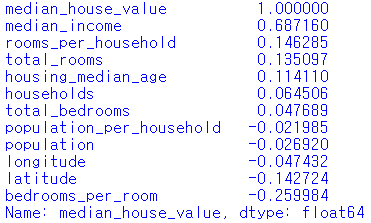 median_house_value 1.000000
median_income 0.687160
rooms_per_household 0.146285
total_rooms 0.135097
housing_median_age 0.114110
households 0.064506
total_bedrooms 0.047689
population_per_household -0.021985
population -0.026920
longitude -0.047432
latitude -0.142724
bedrooms_per_room -0.259984
Name: median_house_value, dtype: float64